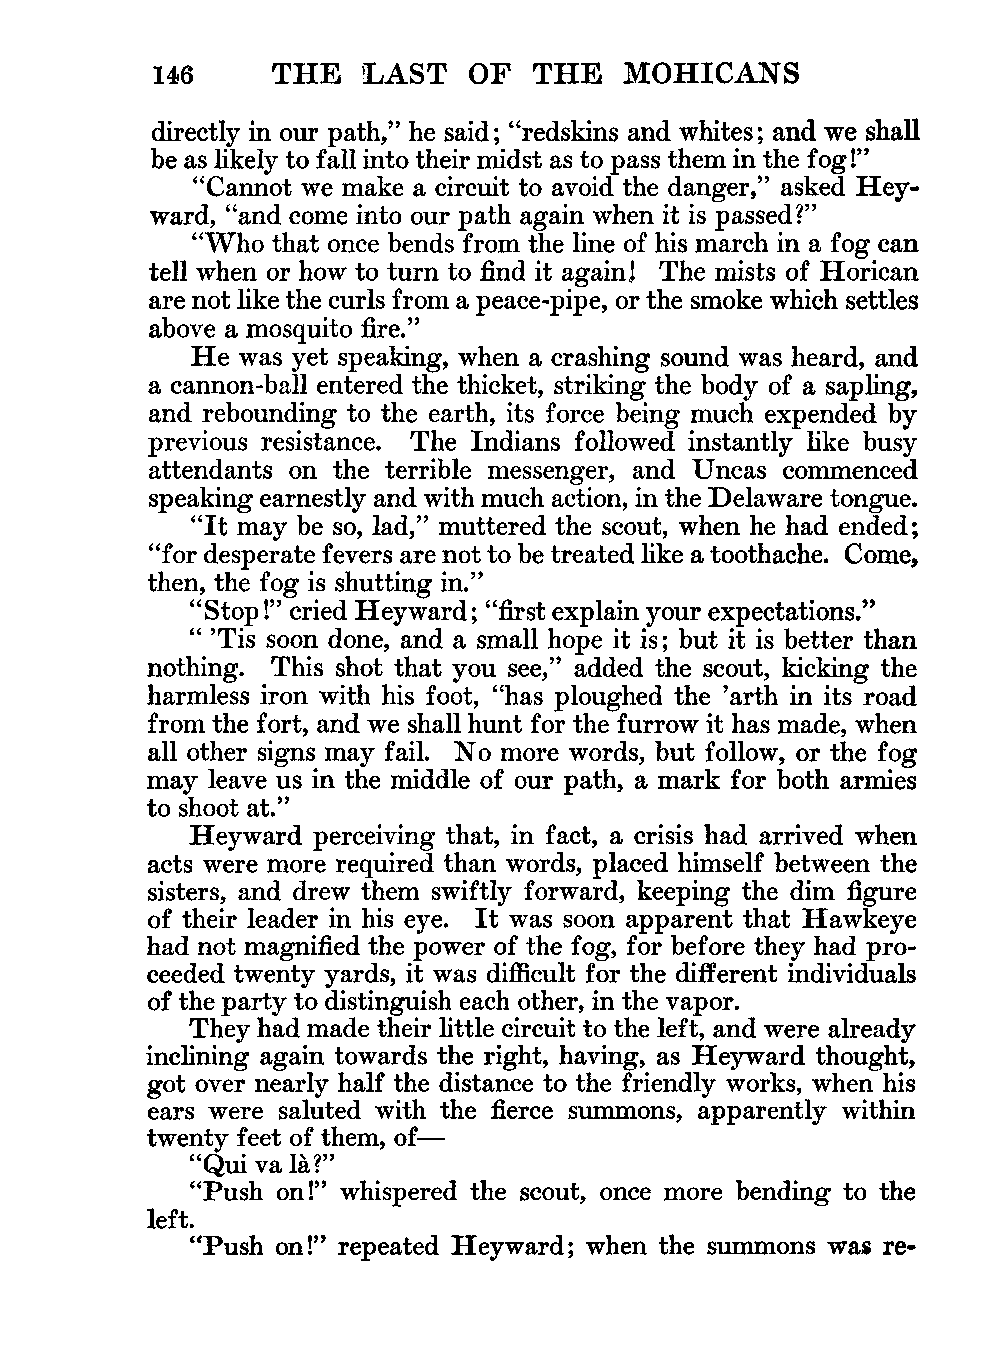 146 THE LAST OF THE MOHICANS
directly in our path,” he said; “redskins and whites; and we shall
be as likely to fall into their midst as to pass them in the fog!”
“Cannot we make a circuit to avoid the danger,” asked Hey-
ward, “and come into our path again when it is passed?”
“Who that once bends from the line of his march in a fog can
tell when or how to turn to find it again! The mists of Horican
are not like the curls from a peace-pipe, or the smoke which settles
above a mosquito fire.”
He was yet speaking, when a crashing sound was heard, and
a cannon-ball entered the thicket, striking the body of a sapling,
and rebounding to the earth, its force being much expended by
previous resistance. The Indians followed instantly like busy
attendants on the terrible messenger, and Uncas commenced
speaking earnestly and with much action, in the Delaware tongue.
“It may be so, lad,” muttered the scout, when he had ended;
“for desperate fevers are not to be treated like a toothache. Come,
then, the fog is shutting in.”
“Stop!” cried Heyward; “first explain your expectations.”
“ ’Tis soon done, and a small hope it is; but it is better than
nothing. This shot that you see,” added the scout, kicking the
harmless iron with his foot, “has ploughed the ’arth in its road
from the fort, and we shall hunt for the furrow it has made, when
all other signs may fail. No more words, but follow, or the fog
may leave us in the middle of our path, a mark for both armies
to shoot at.”
Heyward perceiving that, in fact, a crisis had arrived when
acts were more required than words, placed himself between the
sisters, and drew them swiftly forward, keeping the dim figure
of their leader in his eye. It was soon apparent that Hawkeye
had not magnified the power of the fog, for before they had pro-
ceeded twenty yards, it was difficult for the different individuals
of the party to distinguish each other, in the vapor.
They had made their little circuit to the left, and were already
inclining again towards the right, having, as Heyward thought,
got over nearly half the distance to the friendly works, when his
ears were saluted with the fierce summons, apparently within
twenty feet of them, of—
“Qui va là?”
“Push on!” whispered the scout, once more bending to the
left.
“Push on!” repeated Heyward; when the summons was re-